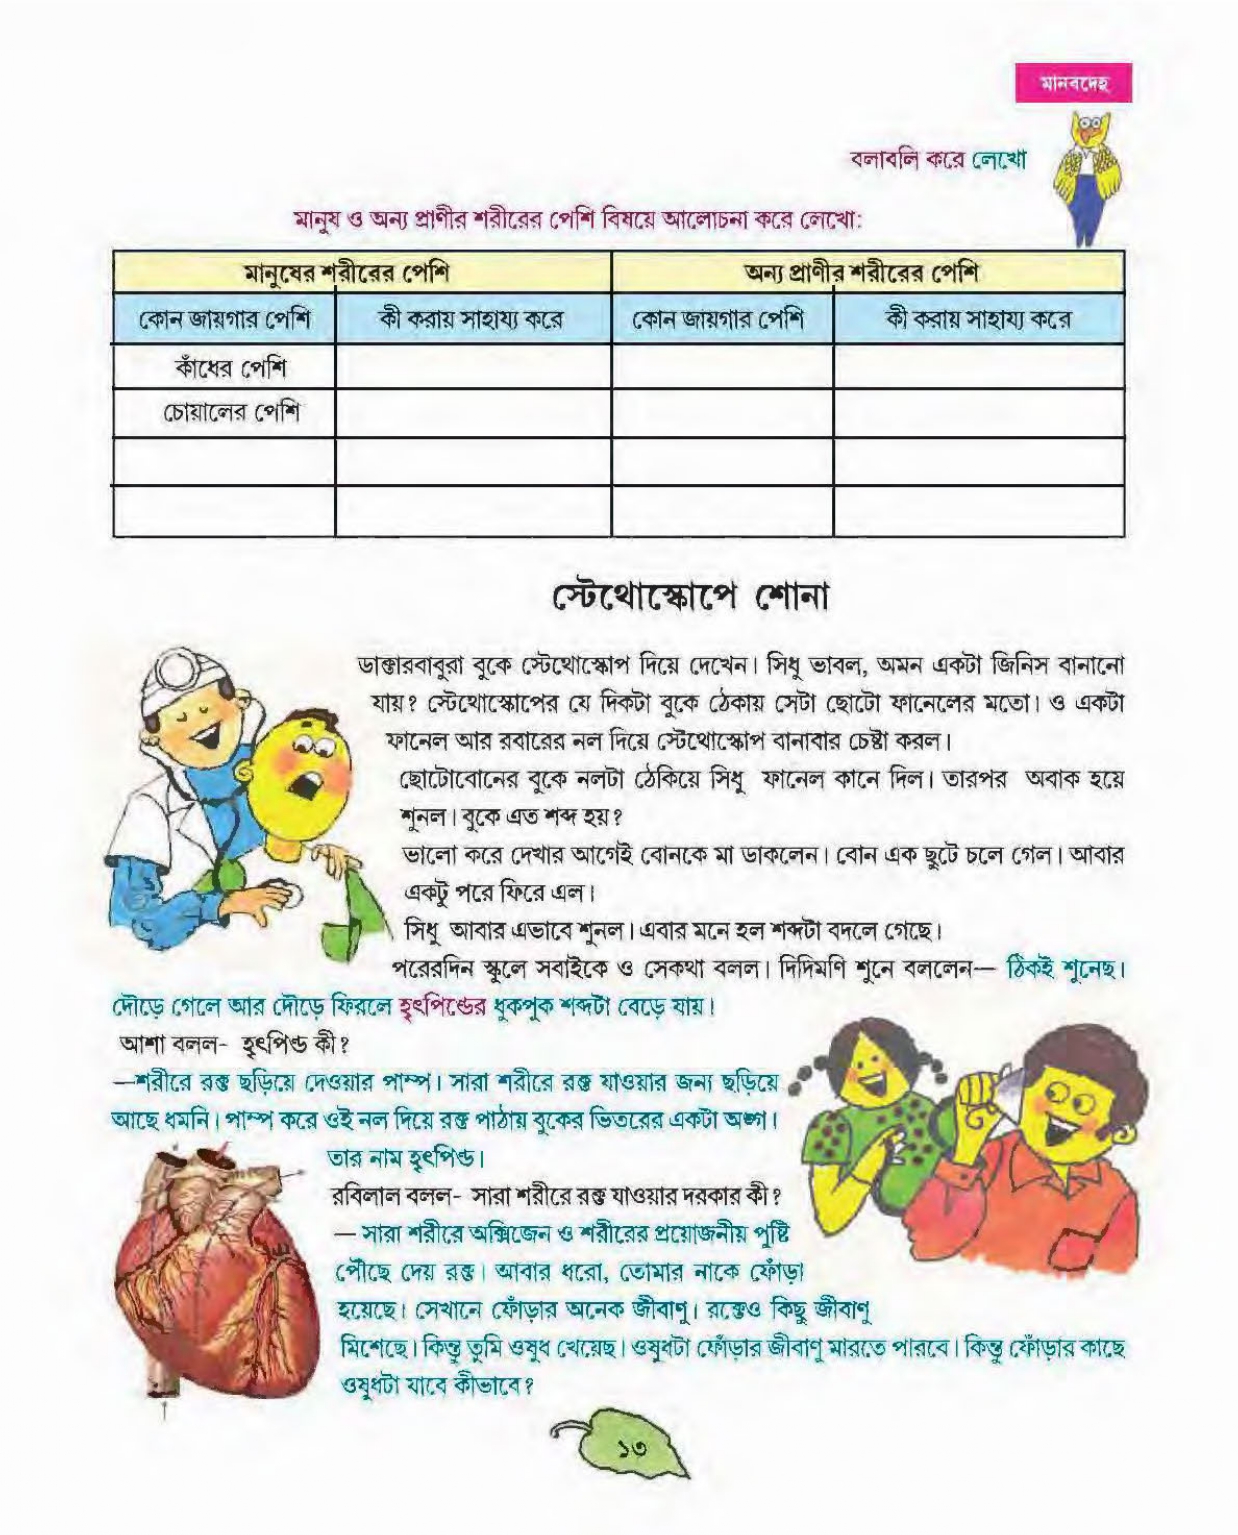 মানবদেহ
বলাবলি করে লেখো
মানুষ ও অন্য প্রাণীর শরীরের পেশি বিষয়ে আলোচনা করে লেখো:
মানুষের শরীরের পেশি অন্য প্রাণীর শরীরের পেশি
কোন জায়গার পেশি কী করায় সাহায্য করে কোন জায়গার পেশি কী করায় সাহায্য করে
কাঁধের পেশি
চোয়ালের পেশি
স্টেথোস্কোপে শোনা
ডাক্তারবাবুরা বুকে স্টেথোস্কোপ দিয়ে দেখেন। সিধু ভাবল, অমন একটা জিনিস বানানো
যায়? স্টেথোস্কোপের যে দিকটা বুকে ঠেকায় সেটা ছোটো ফানেলের মতো। ও একটা
ফানেল আর রবারের নল দিয়ে স্টেথোস্কোপ বানাবার চেষ্টা করল।
ছোটোবোনের বুকে নলটা ঠেকিয়ে সিধু ফানেল কানে দিল। তারপর অবাক হয়ে
শুনল। বুকে এত শব্দ হয়?
ভালো করে দেখার আগেই বোনকে মা ডাকলেন। বোন এক ছুটে চলে গেল। আবার
একটু পরে ফিরে এল।
সিধু আবার এভাবে শুনল। এবার মনে হল শব্দটা বদলে গেছে।
পরেরদিন স্কুলে সবাইকে ও সেকথা বলল। দিদিমণি শুনে বললেন— ঠিকই শুনেছ।
দৌড়ে গেলে আর দৌড়ে ফিরলে হৃৎপিণ্ডের ধুকপুক শব্দটা বেড়ে যায়।
আশা বলল- হৃৎপিণ্ড কী?
—শরীরে রক্ত ছড়িয়ে দেওয়ার পাম্প। সারা শরীরে রক্ত যাওয়ার জন্য ছড়িয়ে
আছে ধমনি। পাম্প করে ওই নল দিয়ে রক্ত পাঠায় বুকের ভিতরের একটা অঙ্গ।
তার নাম হৃৎপিণ্ড।
রবিলাল বলল- সারা শরীরে রক্ত যাওয়ার দরকার কী?
— সারা শরীরে অক্সিজেন ও শরীরের প্রয়োজনীয় পুষ্টি
পৌঁছে দেয় রক্ত। আবার ধরো, তোমার নাকে ফোঁড়া
হয়েছে। সেখানে ফোঁড়ার অনেক জীবাণু। রক্তেও কিছু জীবাণু
মিশেছে। কিন্তু তুমি ওষুধ খেয়েছ। ওষুধটা ফোঁড়ার জীবাণু মারতে পারবে। কিন্তু ফোঁড়ার কাছে
ওষুধটা যাবে কীভাবে?
১৩